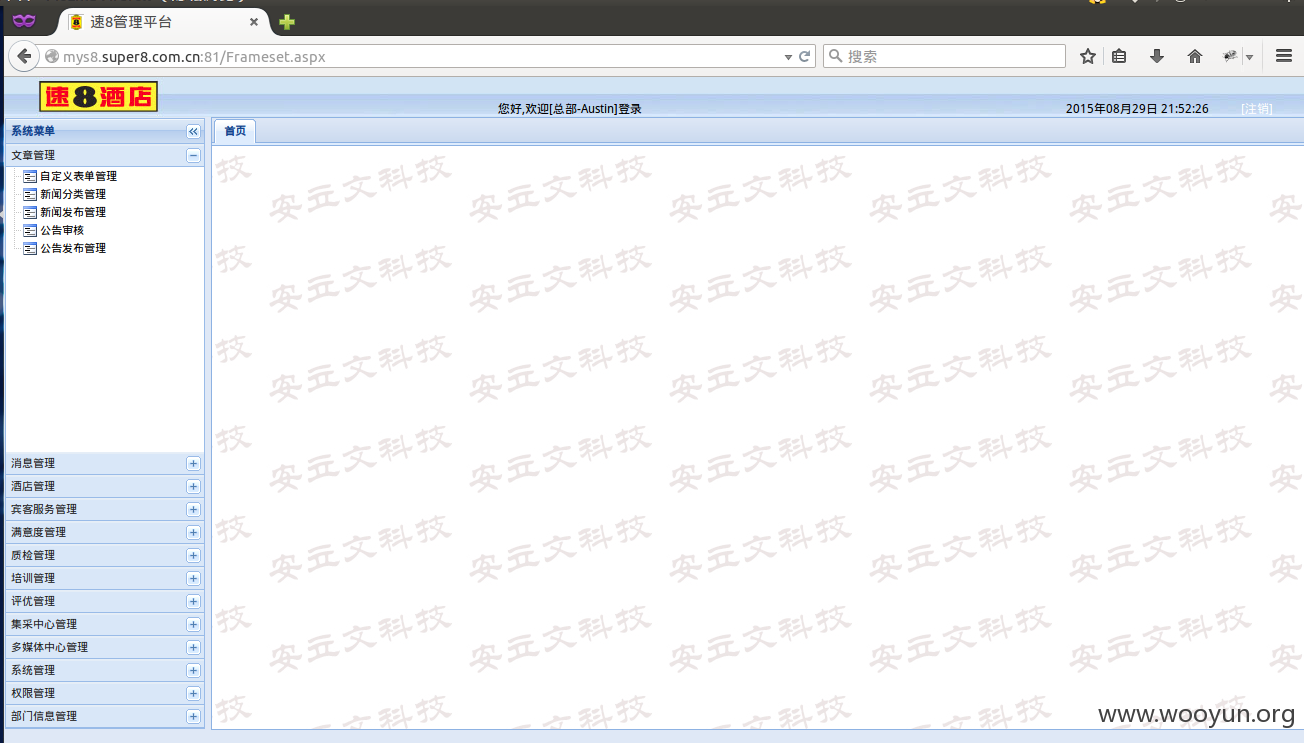 速8管理平台
mys8.super8.com.cn:81/Frameset.aspx
搜索
速8酒店
您好,欢迎[总部-Austin]登录
2015年08月29日 21:52:26 [注销]
系统菜单
首页
文章管理
自定义表单管理
新闻分类管理
新闻发布管理
公告审核
公告发布管理
消息管理
酒店管理
宾客服务管理
满意度管理
质检管理
培训管理
评优管理
集采中心管理
多媒体中心管理
系统管理
权限管理
部门信息管理
www.wooyun.org